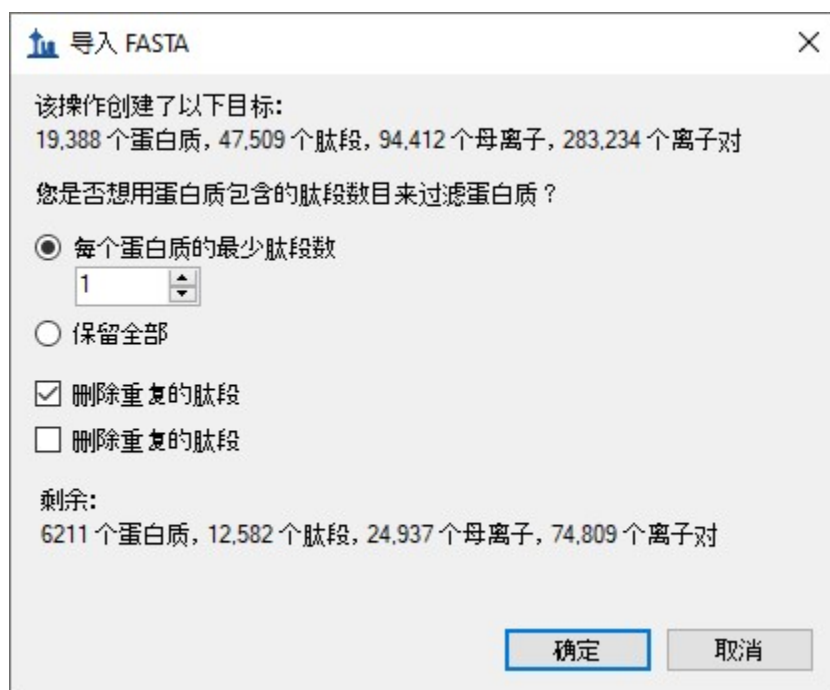 导入 FASTA
该操作创建了以下目标:
19,388 个蛋白质, 47,509 个肽段, 94,412 个母离子, 283,234 个离子对
您是否想用蛋白质包含的肽段数目来过滤蛋白质？
每个蛋白质的最少肽段数
1
保留全部
删除重复的肽段
删除重复的肽段
剩余:
6211 个蛋白质, 12,582 个肽段, 24,937 个母离子, 74,809 个离子对
确定
取消